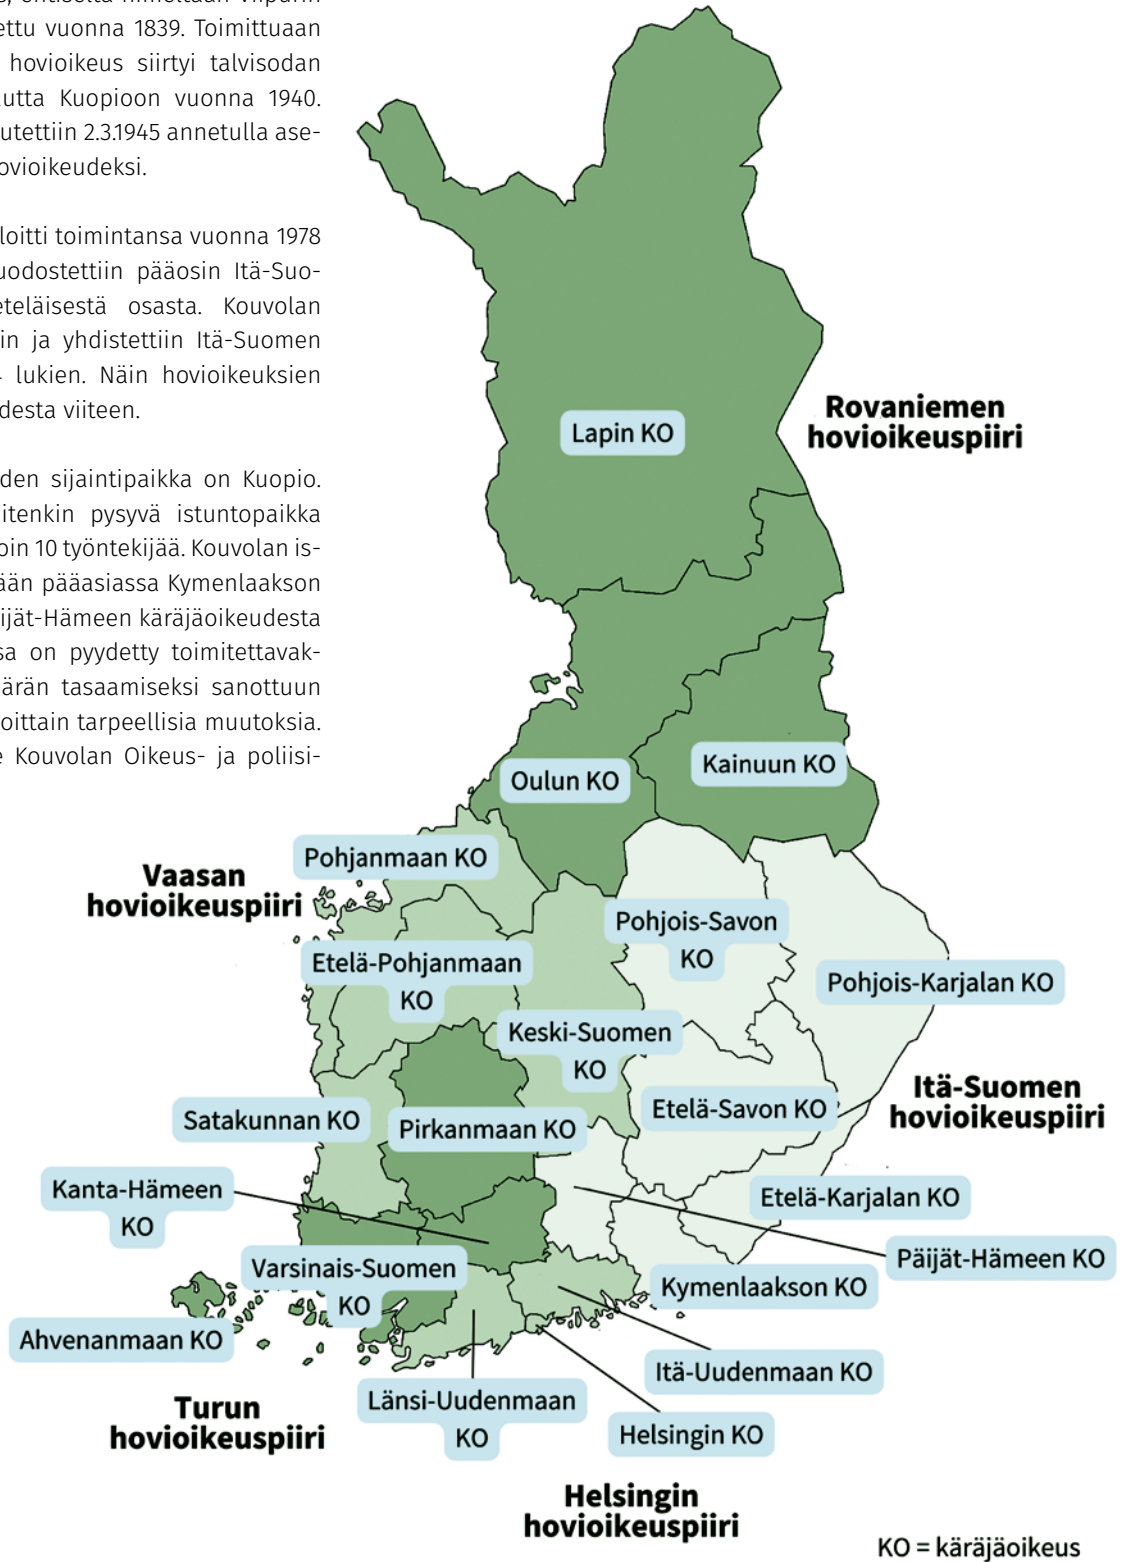 s, entiseltä nimeltään Viipurin
ettu vuonna 1839. Toimittuaan
hovioikeus siirtyi talvisodan
utta Kuopioon vuonna 1940.
utettiin 2.3.1945 annetulla ase-
ovioikeudeksi.
loitti toimintansa vuonna 1978
uodostettiin pääosin Itä-Suo-
eteläisestä osasta. Kouvolan
in ja yhdistettiin Itä-Suomen
lukien. Näin hovioikeuksien
desta viiteen.
den sijaintipaikka on Kuopio.
itenkin pysyvä istuntopaikka
oin 10 työntekijää. Kouvolan is-
ään pääasiassa Kymenlaakson
ijät-Hämeen käräjäoikeudesta
sa on pyydetty toimitettavak-
ärän tasaamiseksi sanottuun
oittain tarpeellisia muutoksia.
e Kouvolan Oikeus- ja poliisi-
Rovaniemen
hovioikeuspiiri
Lapin KO
Kainuun KO
Oulun KO
Pohjanmaan KO
Vaasan
hovioikeuspiiri
Pohjois-Savon
KO
Etelä-Pohjanmaan
KO
Pohjois-Karjalan KO
Keski-Suomen
KO
Itä-Suomen
hovioikeuspiiri
Etelä-Savon KO
Satakunnan KO
Pirkanmaan KO
Kanta-Hämeen
KO
Etelä-Karjalan KO
Päijät-Hämeen KO
Varsinais-Suomen
KO
Kymenlaakson KO
Ahvenanmaan KO
Itä-Uudenmaan KO
Turun
hovioikeuspiiri
Länsi-Uudenmaan
KO
Helsingin KO
Helsingin
hovioikeuspiiri
KO = käräjäoikeus